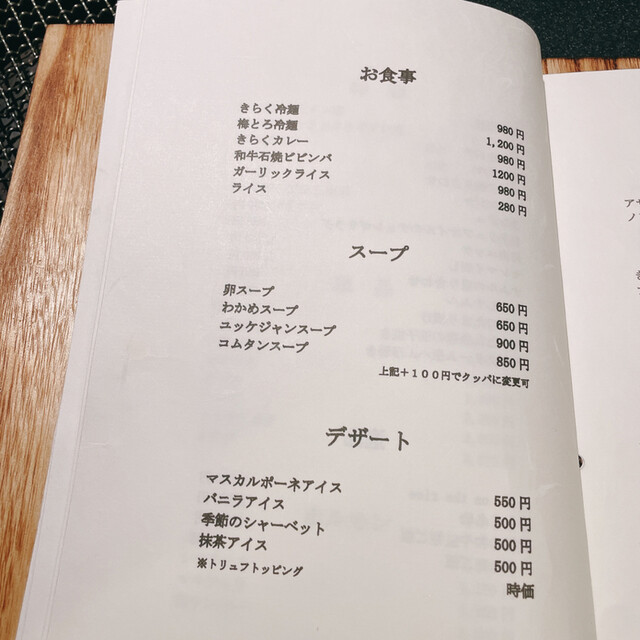 お食事
きらく冷麺 980円
梅とろ冷麺 1,200円
きらくカレー 980円
和牛石焼ビビンバ 1200円
ガーリックライス 980円
ライス 280円
スープ
卵スープ 650円
わかめスープ 650円
ユッケジャンスープ 900円
コムタンスープ 850円
上記+100円でクッパに変更可
デザート
マスカルポーネアイス 550円
バニラアイス 500円
季節のシャーベット 500円
抹茶アイス 500円
※トリュフトッピング 時価
アサ
ノ